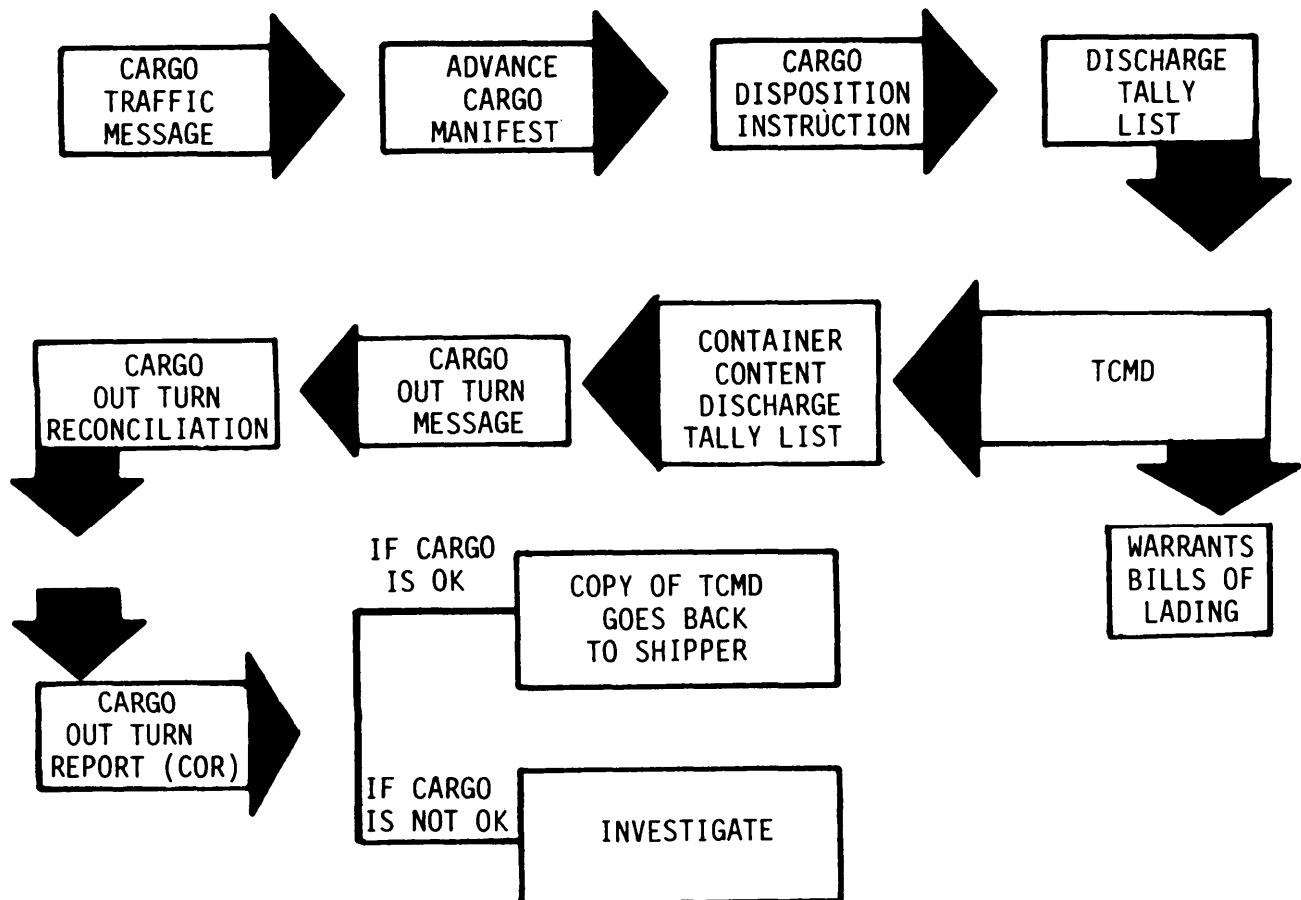 CARGO
TRAFFIC
MESSAGE
ADVANCE
CARGO
MANIFEST
CARGO
DISPOSITION
INSTRUCTION
DISCHARGE
TALLY
LIST
TCMD
CONTAINER
CONTENT
DISCHARGE
TALLY LIST
CARGO
OUT TURN
MESSAGE
CARGO
OUT TURN
RECONCILIATION
WARRANTS
BILLS OF
LADING
CARGO
OUT TURN
REPORT (COR)
IF CARGO
IS OK
COPY OF TCMD
GOES BACK
TO SHIPPER
IF CARGO
IS NOT OK
INVESTIGATE